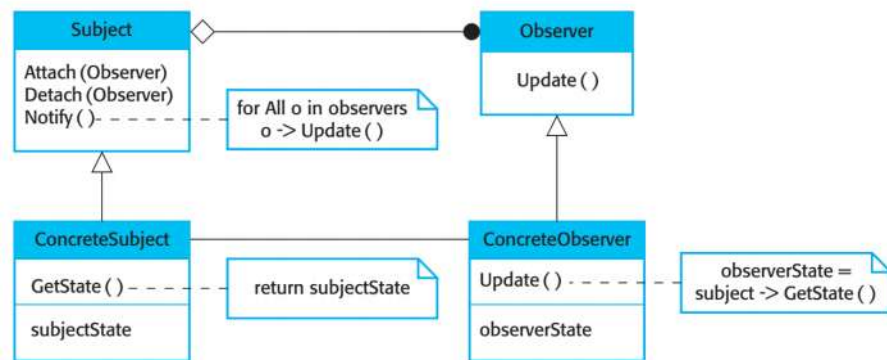 Subject
Observer
Attach (Observer)
Detach (Observer)
Notify ( )
for All o in observers
o -> Update ( )
Update ( )
ConcreteSubject
GetState ( )
subjectState
return subjectState
ConcreteObserver
Update ( )
observerState
observerState =
subject -> GetState ( )